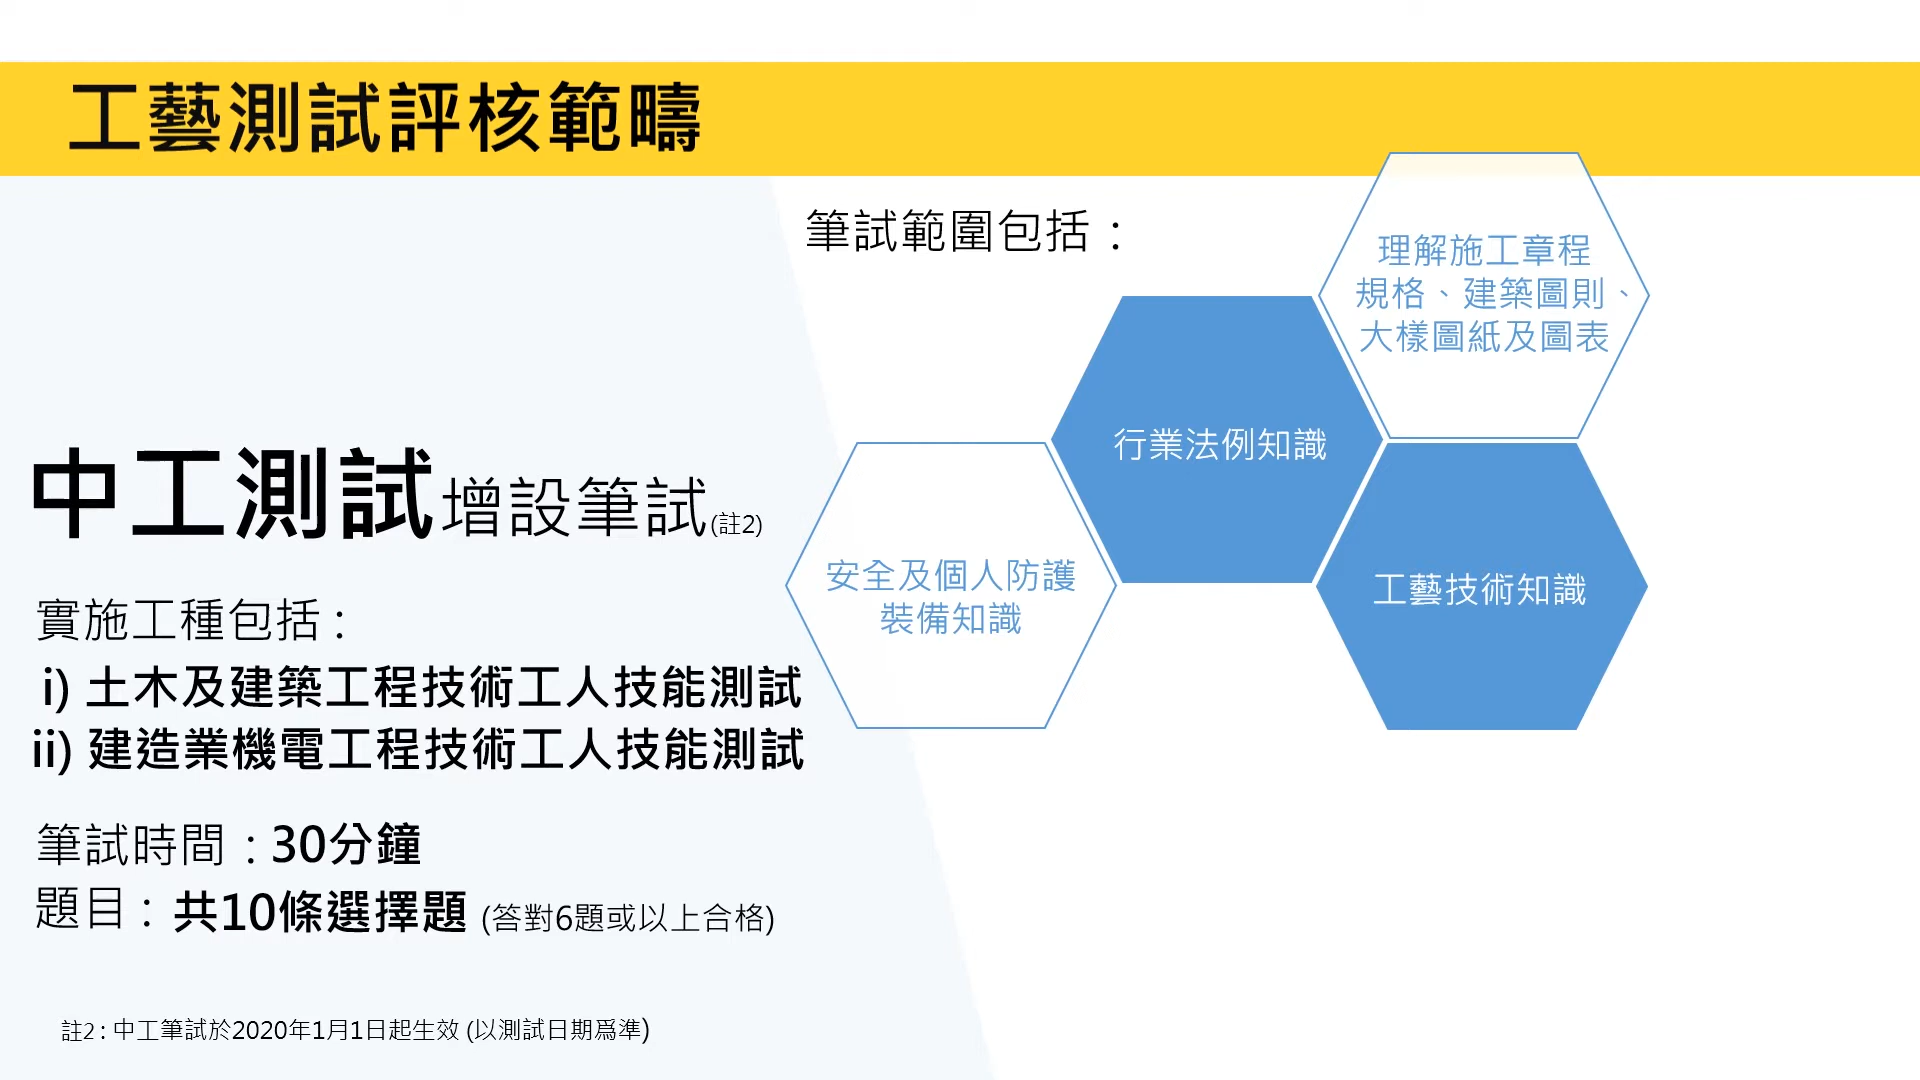 工藝測試評核範疇
中工測試增設筆試(註2)
實施工種包括 :
i) 土木及建築工程技術工人技能測試
ii) 建造業機電工程技術工人技能測試
筆試時間 : 30分鐘
題目 : 共10條選擇題 (答對6題或以上合格)
註2 : 中工筆試於2020年1月1日起生效 (以測試日期爲準)
筆試範圍包括：
安全及個人防護
裝備知識
行業法例知識
理解施工章程
規格、建築圖則、
大樣圖紙及圖表
工藝技術知識